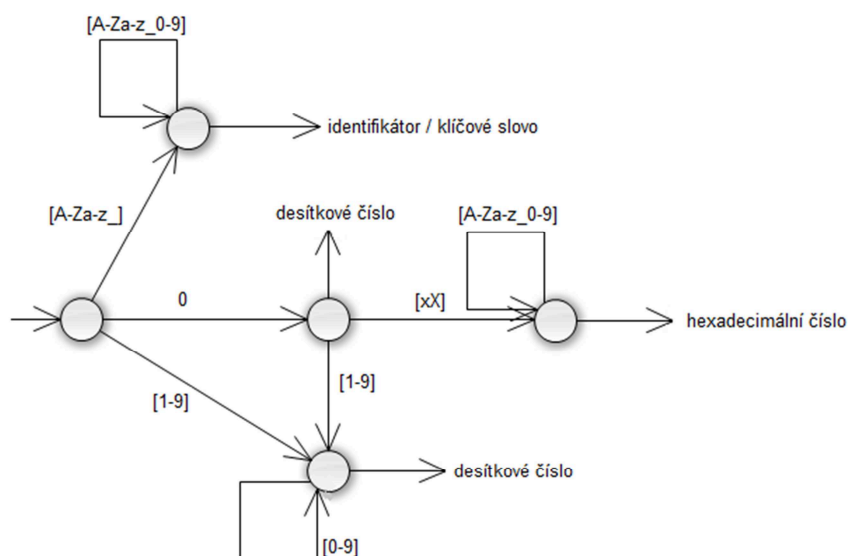 [A-Za-z_0-9]
identifikátor / klíčové slovo
[A-Za-z_]
desítkové číslo
[A-Za-z_0-9]
0
[xX]
hexadecimální číslo
[1-9]
[1-9]
desítkové číslo
[0-9]